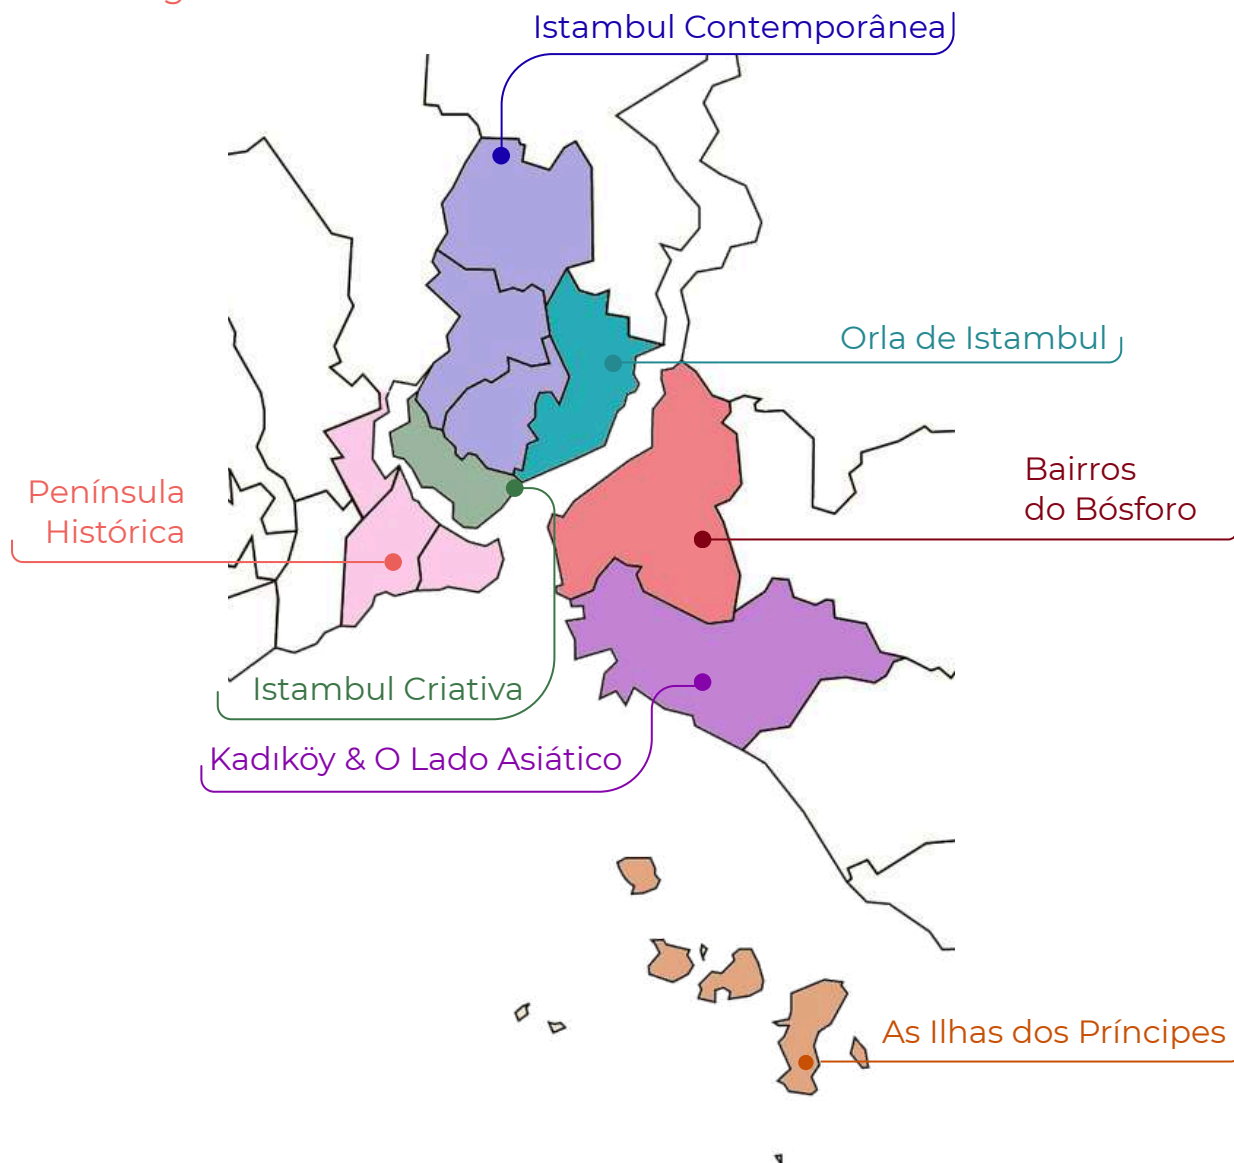 Istambul Contemporânea
Orla de Istambul
Bairros
do Bósforo
Península
Histórica
Istambul Criativa
Kadıköy & O Lado Asiático
As Ilhas dos Príncipes